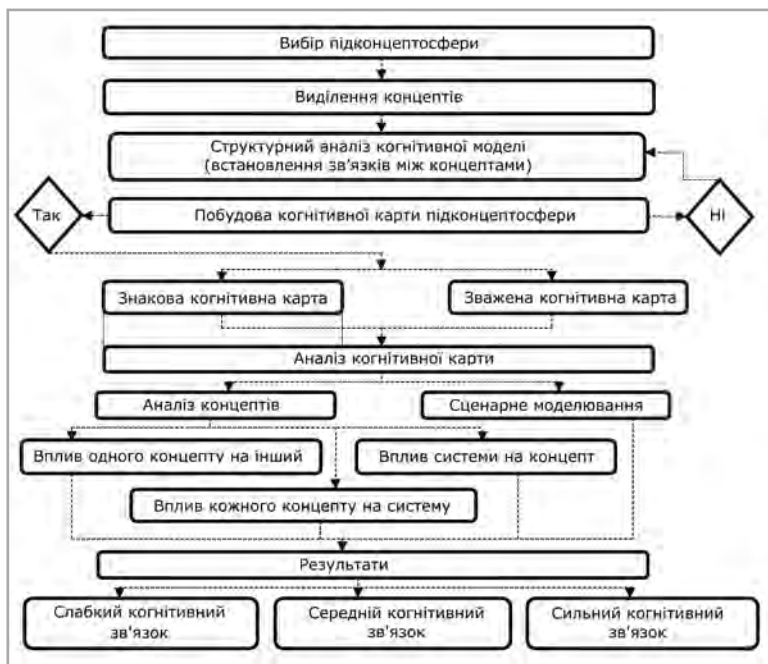 Вибір підконцептосфери
Виділення концептів
Структурний аналіз когнітивної моделі
(встановлення зв'язків між концептами)
Так
Побудова когнітивної карти підконцептосфери
Ні
Знакова когнітивна карта
Зважена когнітивна карта
Аналіз когнітивної карти
Аналіз концептів
Сценарне моделювання
Вплив одного концепту на інший
Вплив системи на концепт
Вплив кожного концепту на систему
Результати
Слабкий когнітивний
зв'язок
Середній когнітивний
зв'язок
Сильний когнітивний
зв'язок